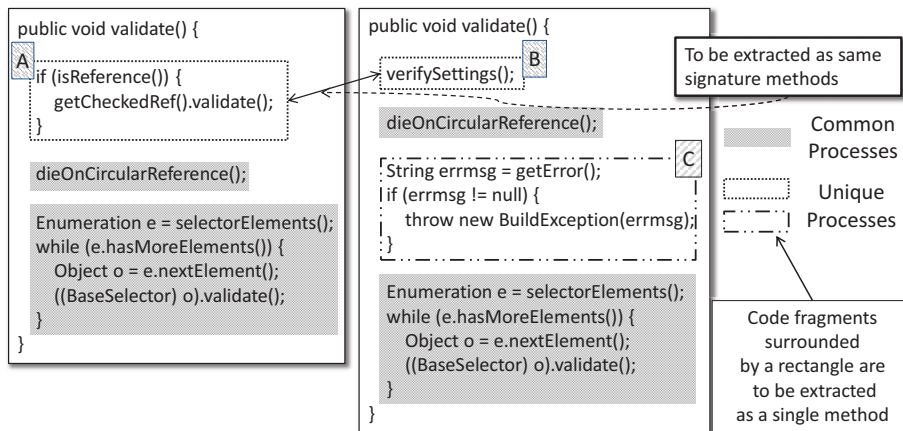 public void validate() {
A
if (isReference()) {
getCheckedRef().validate();
}
dieOnCircularReference();
Enumeration e = selectorElements();
while (e.hasMoreElements()) {
Object o = e.nextElement();
((BaseSelector) o).validate();
}
}
public void validate() {
B
verifySettings();
dieOnCircularReference();
C
String errmsg = getError();
if (errmsg != null) {
throw new BuildException(errmsg);
}
Enumeration e = selectorElements();
while (e.hasMoreElements()) {
Object o = e.nextElement();
((BaseSelector) o).validate();
}
}
To be extracted as same
signature methods
Common
Processes
Unique
Processes
Code fragments
surrounded
by a rectangle are
to be extracted
as a single method